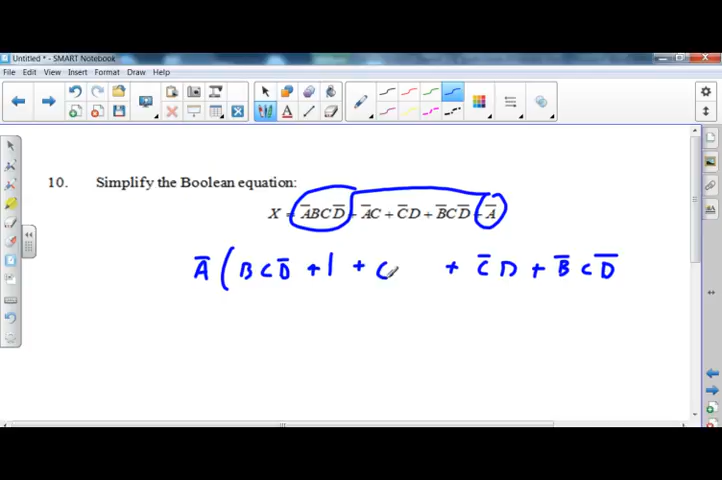 Untitled * - SMART Notebook
File Edit View Insert Format Draw Help
10. Simplify the Boolean equation:
X = A̅BCD̅ + A̅C + C̅D + B̅CD̅ + A̅
A̅ ( BCD̅ + 1 + C + C̅D + B̅CD̅